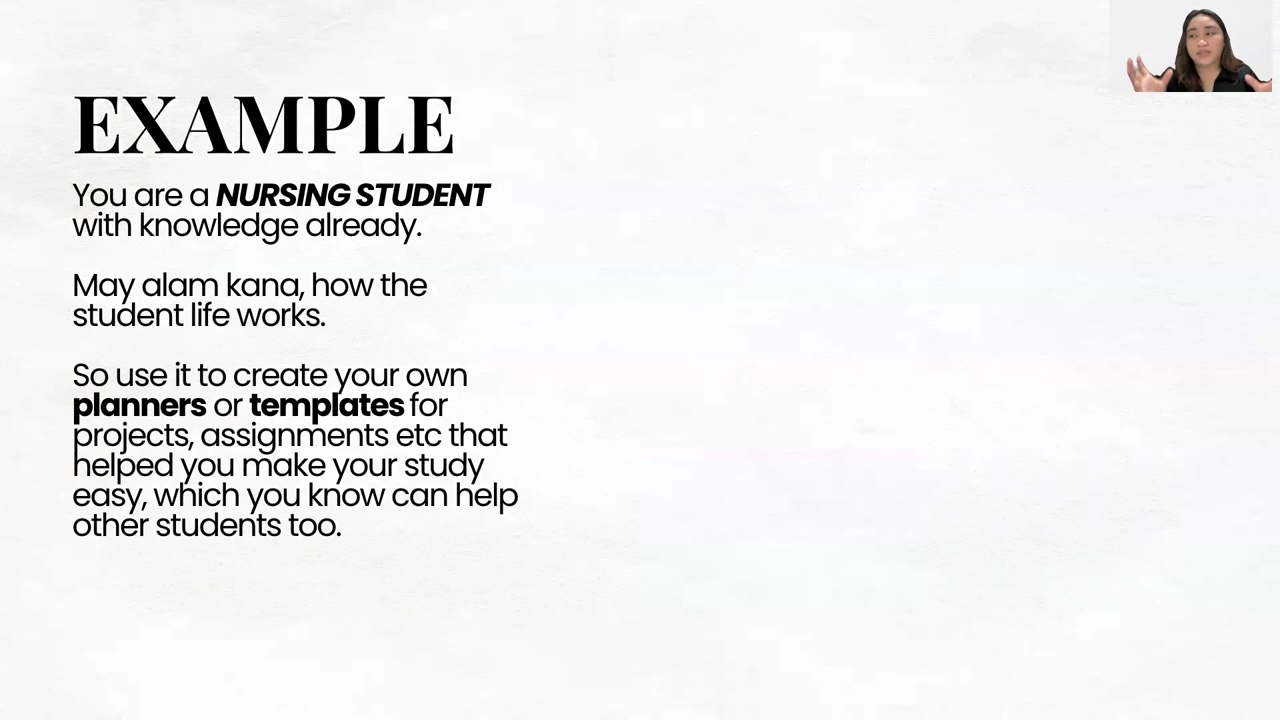 EXAMPLE
You are a NURSING STUDENT
with knowledge already.
May alam kana, how the
student life works.
So use it to create your own
planners or templates for
projects, assignments etc that
helped you make your study
easy, which you know can help
other students too.